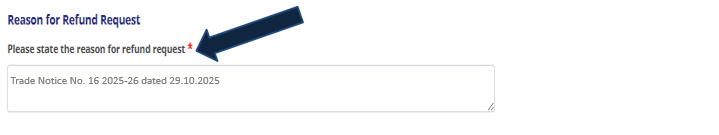 Reason for Refund Request
Please state the reason for refund request *
Trade Notice No. 16 2025-26 dated 29.10.2025